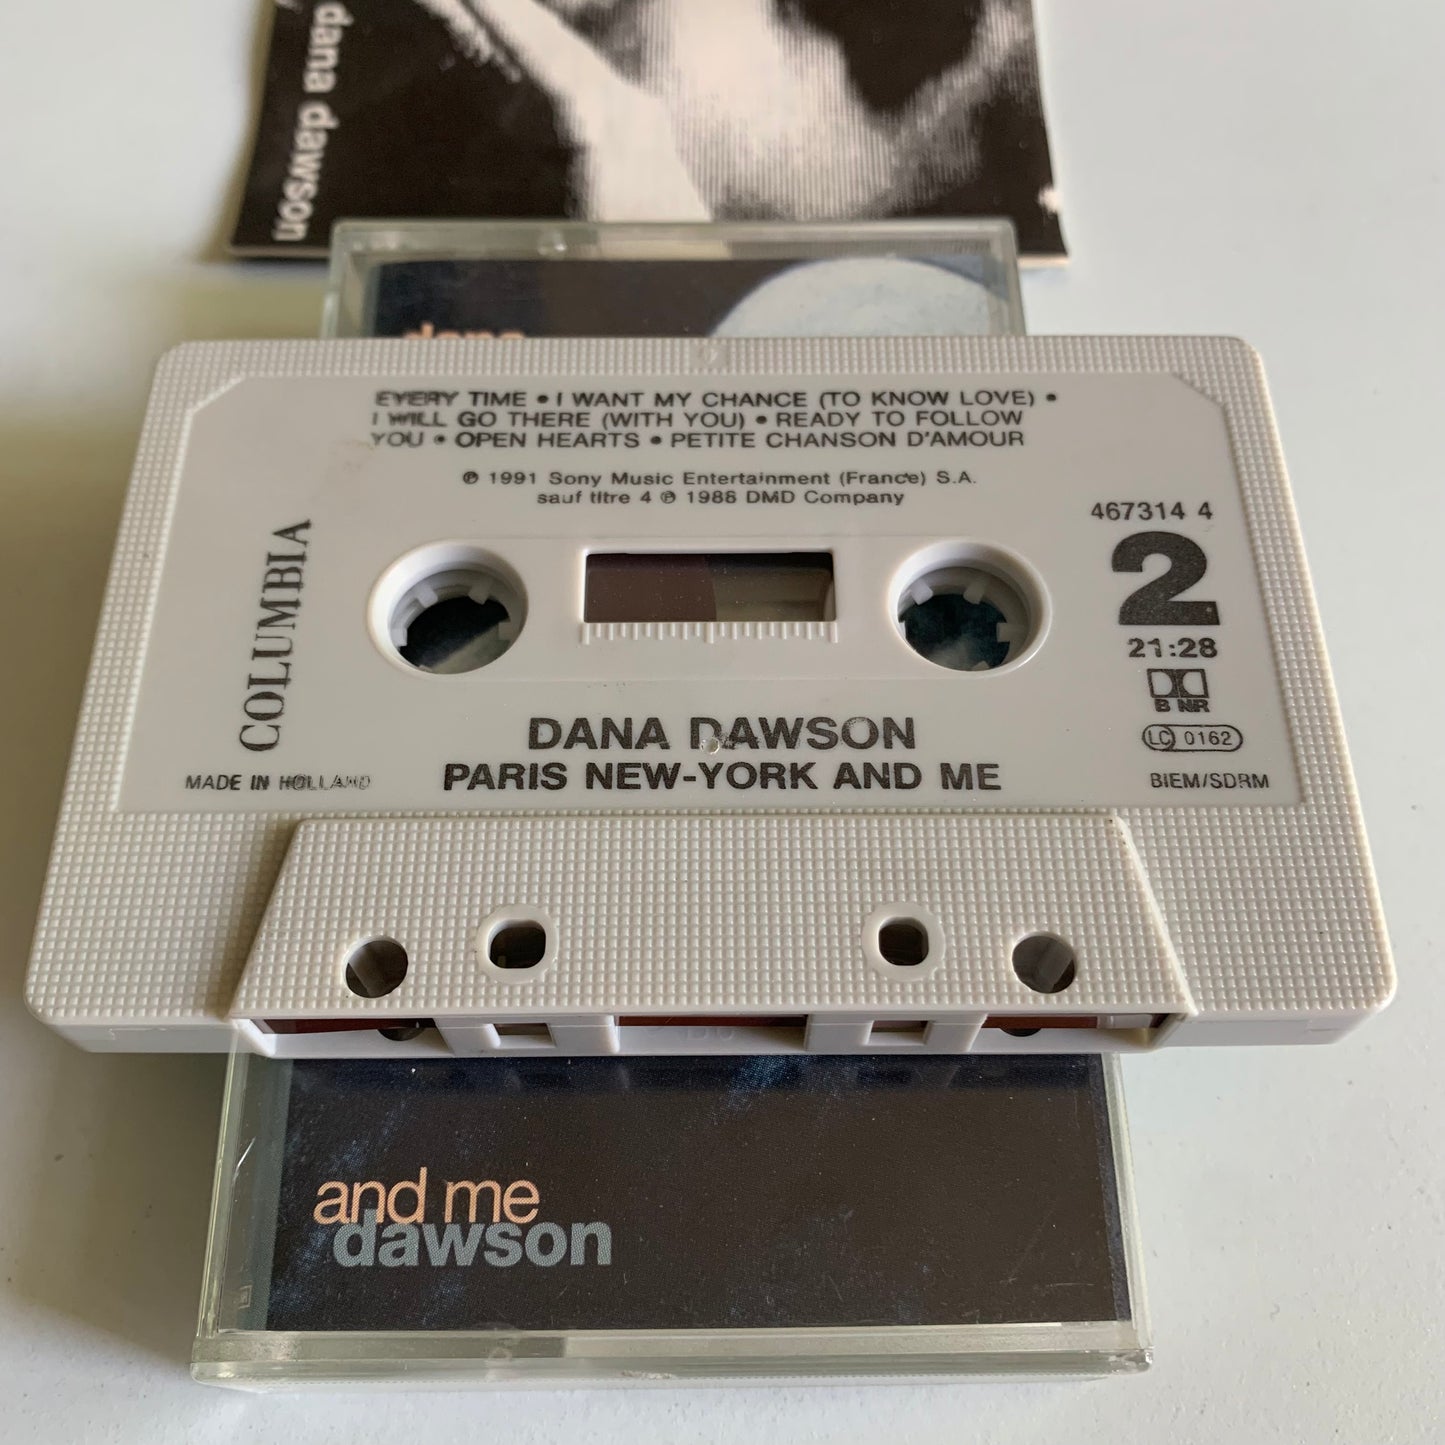 dana dawson
dana
EVERY TIME • I WANT MY CHANCE (TO KNOW LOVE) •
I WILL GO THERE (WITH YOU) • READY TO FOLLOW
YOU • OPEN HEARTS • PETITE CHANSON D'AMOUR
℗ 1991 Sony Music Entertainment (France) S.A.
sauf titre 4 ℗ 1988 DMD Company
467314 4
2
21:28
B NR
LC 0162
COLUMBIA
DANA DAWSON
PARIS NEW-YORK AND ME
MADE IN HOLLAND
BIEM/SDRM
and me
dawson